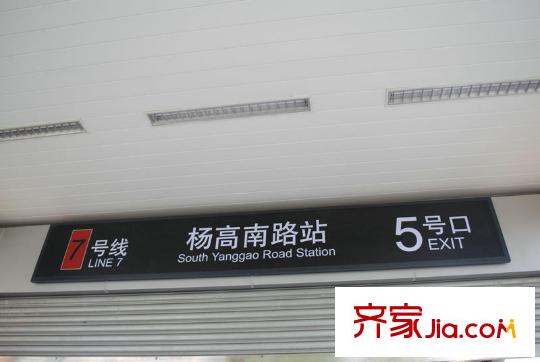 7 号线
LINE 7
杨高南路站
South Yanggao Road Station
5 号口
EXIT
齐家Jia.com